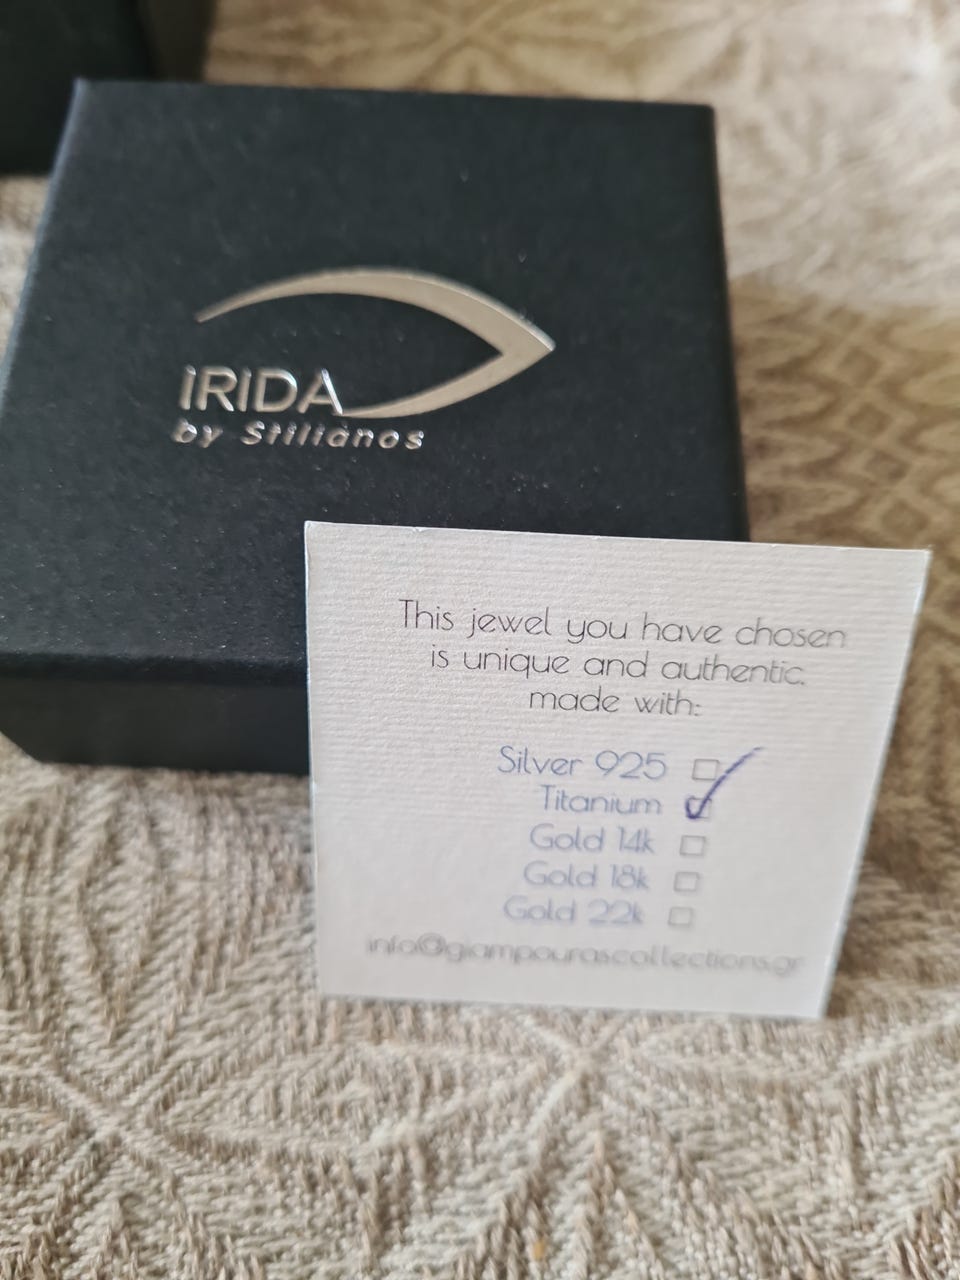 iRIDA
by Stilianos
This jewel you have chosen
is unique and authentic.
made with:
Silver 925 ☐
Titanium ☑
Gold 14k ☐
Gold 18k ☐
Gold 22k ☐
info@giampourascollections.gr